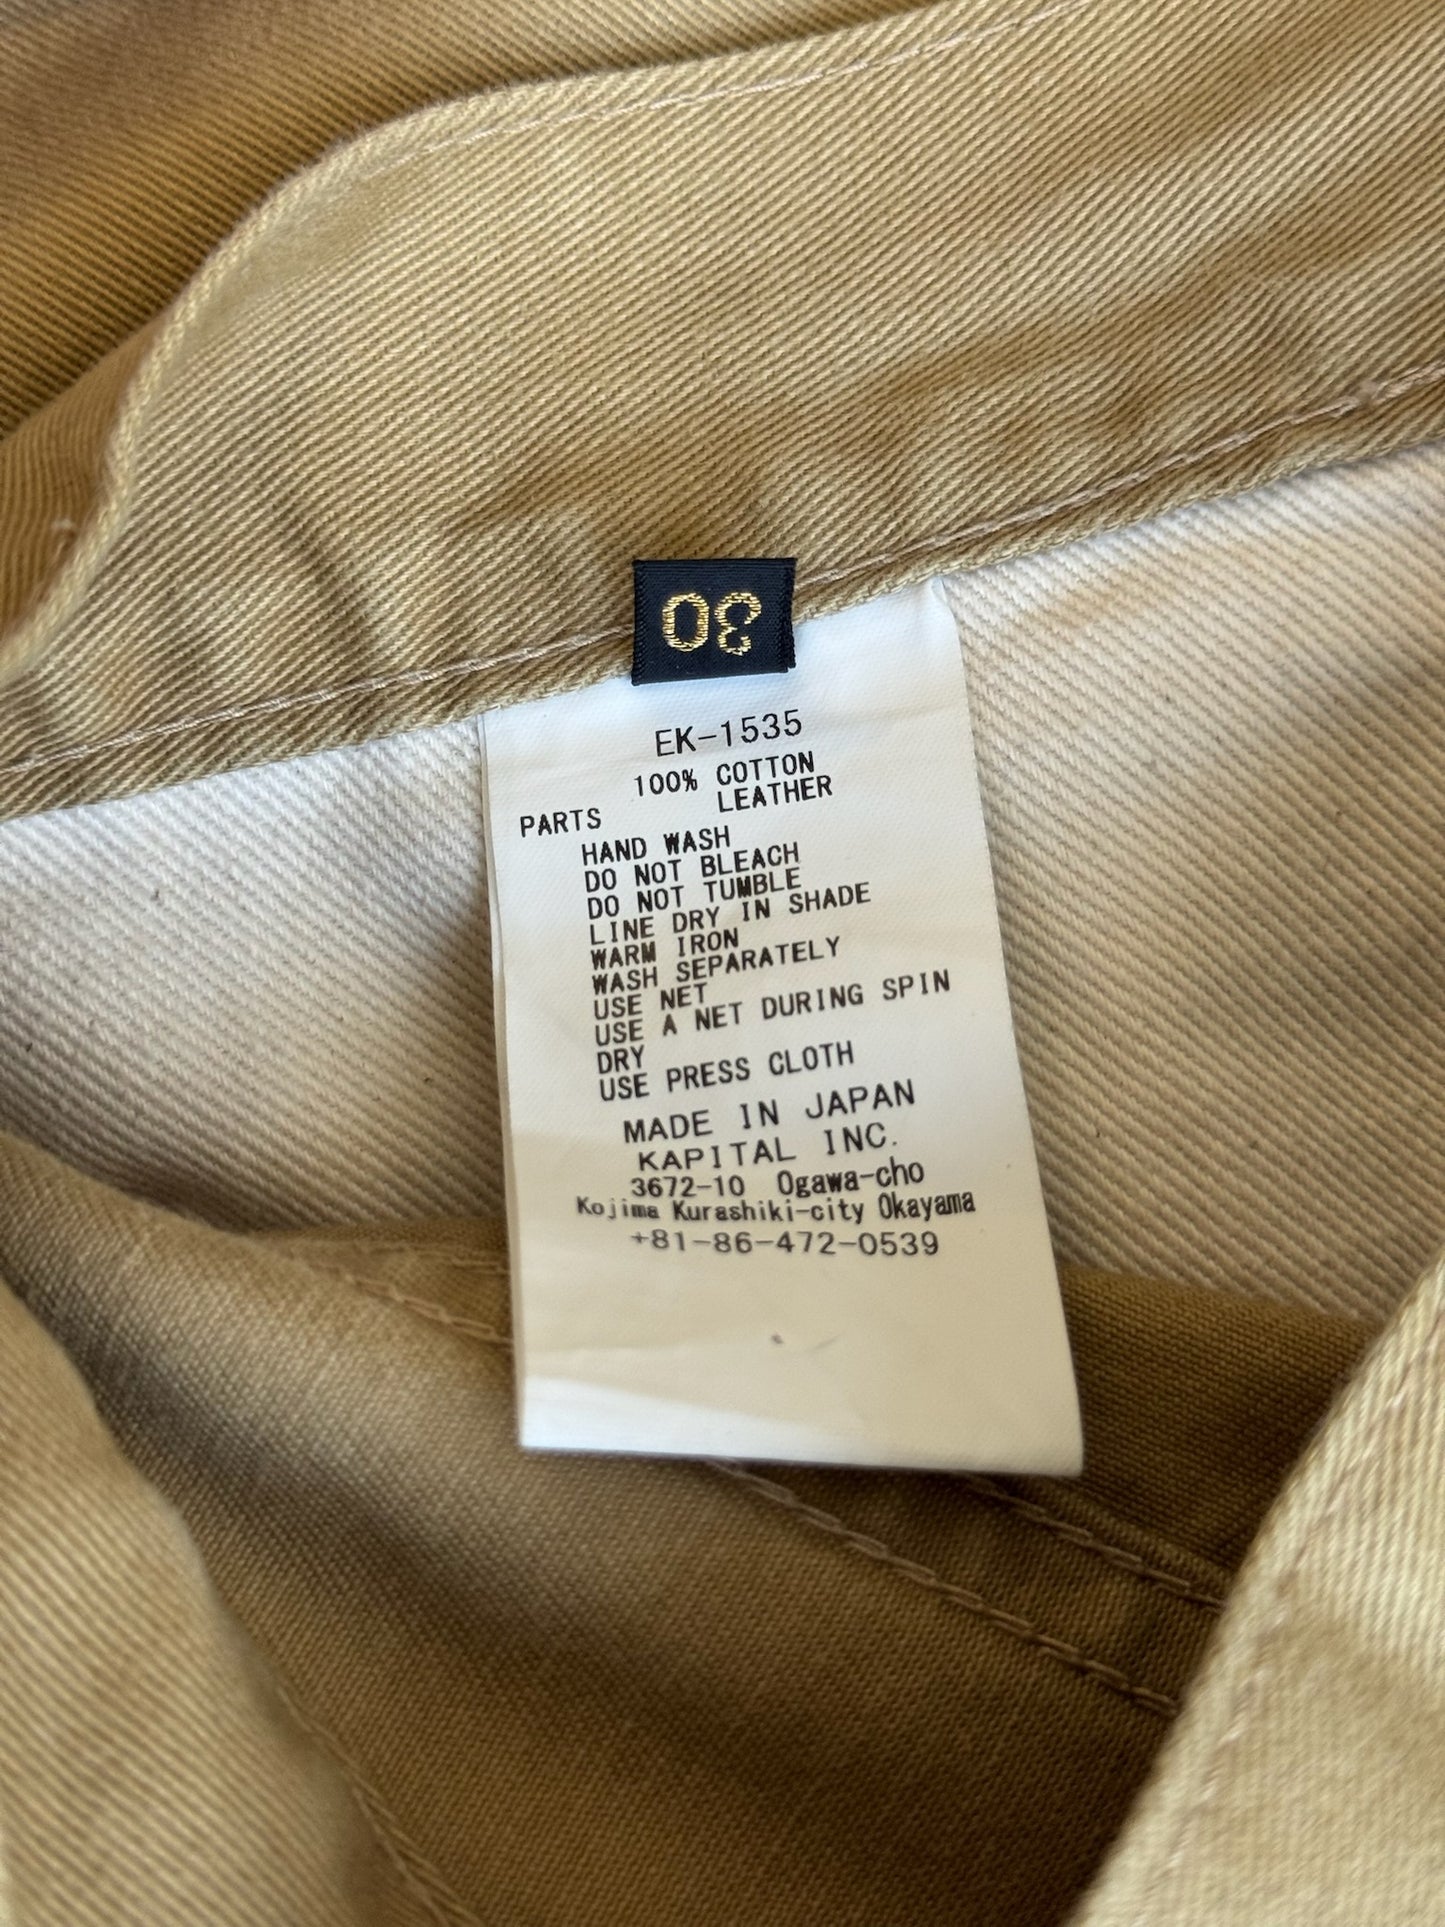 30
EK-1535
100% COTTON
PARTS LEATHER
HAND WASH
DO NOT BLEACH
DO NOT TUMBLE
LINE DRY IN SHADE
WARM IRON
WASH SEPARATELY
USE NET
USE A NET DURING SPIN
DRY
USE PRESS CLOTH
MADE IN JAPAN
KAPITAL INC.
3672-10 Ogawa-cho
Kojima Kurashiki-city Okayama
+81-86-472-0539